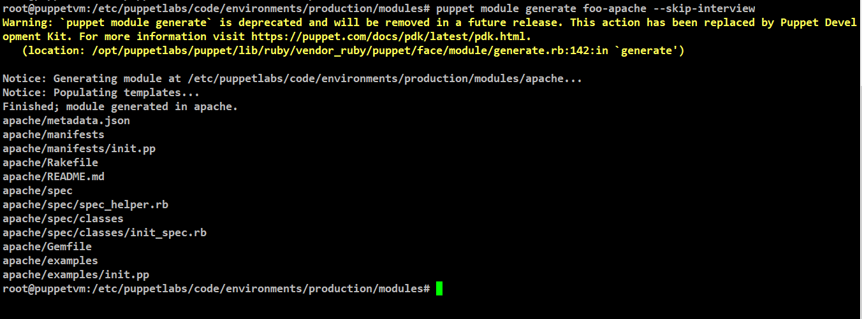 root@puppetvm:/etc/puppetlabs/code/environments/production/modules# puppet module generate foo-apache --skip-interview
Warning: `puppet module generate` is deprecated and will be removed in a future release. This action has been replaced by Puppet Devel
opment Kit. For more information visit https://puppet.com/docs/pdk/latest/pdk.html.
   (location: /opt/puppetlabs/puppet/lib/ruby/vendor_ruby/puppet/face/module/generate.rb:142:in `generate')

Notice: Generating module at /etc/puppetlabs/code/environments/production/modules/apache...
Notice: Populating templates...
Finished; module generated in apache.
apache/metadata.json
apache/manifests
apache/manifests/init.pp
apache/Rakefile
apache/README.md
apache/spec
apache/spec/spec_helper.rb
apache/spec/classes
apache/spec/classes/init_spec.rb
apache/Gemfile
apache/examples
apache/examples/init.pp
root@puppetvm:/etc/puppetlabs/code/environments/production/modules#